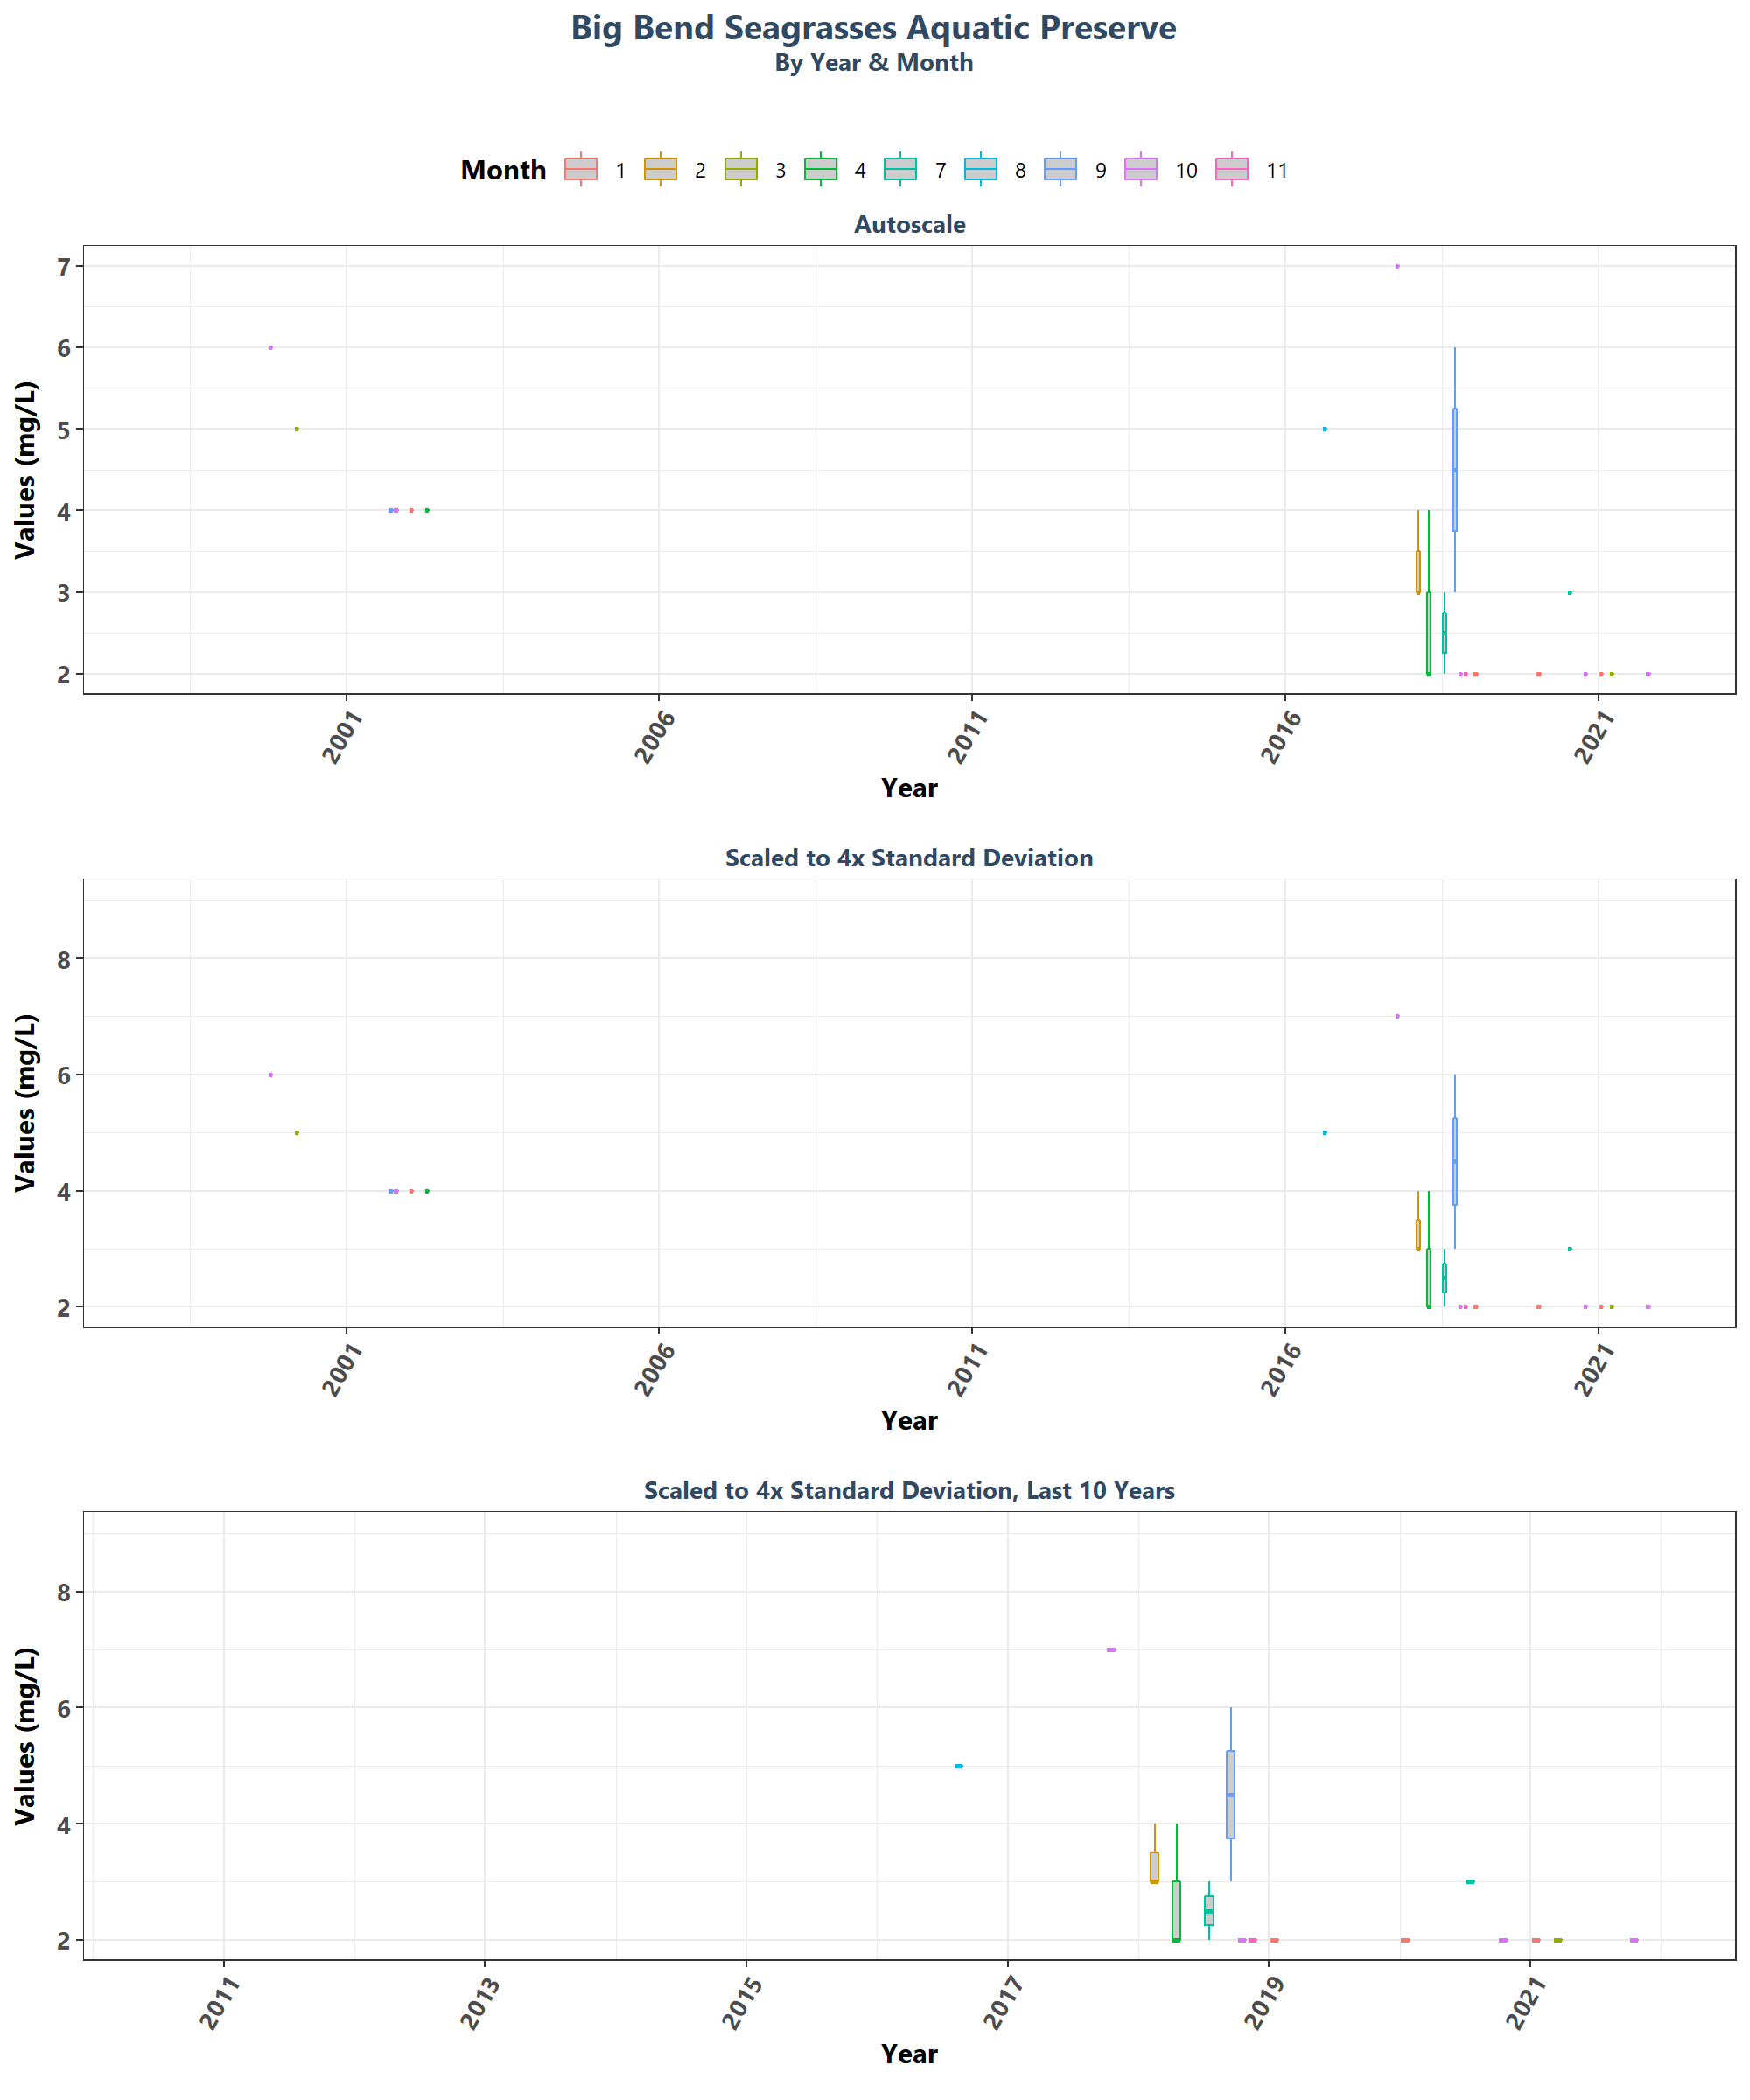 Big Bend Seagrasses Aquatic Preserve
By Year & Month
Month 1 2 3 4 7 8 9 10 11
Autoscale
Values (mg/L)
7
6
5
4
3
2
2001 2006 2011 2016 2021
Year
Scaled to 4x Standard Deviation
Values (mg/L)
8
6
4
2
2001 2006 2011 2016 2021
Year
Scaled to 4x Standard Deviation, Last 10 Years
Values (mg/L)
8
6
4
2
2011 2013 2015 2017 2019 2021
Year